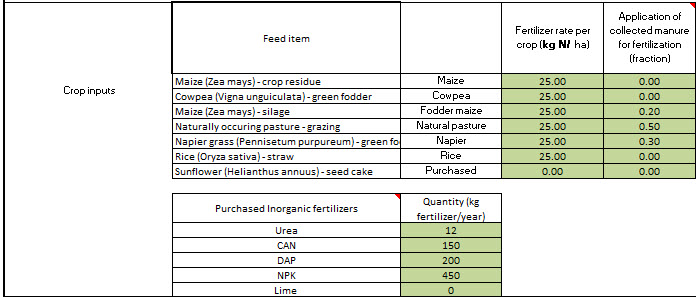 Feed item
Fertilizer rate per
crop (kg N/ ha)
Application of
collected manure
for fertilization
(fraction)
Crop inputs
Maize (Zea mays) - crop residue Maize 25.00 0.00
Cowpea (Vigna unguiculata) - green fodder Cowpea 25.00 0.00
Maize (Zea mays) - silage Fodder maize 25.00 0.20
Naturally occuring pasture - grazing Natural pasture 25.00 0.50
Napier grass (Pennisetum purpureum) - green fo Napier 25.00 0.30
Rice (Oryza sativa) - straw Rice 25.00 0.00
Sunflower (Helianthus annuus) - seed cake Purchased 0.00 0.00
Purchased Inorganic fertilizers
Quantity (kg
fertilizer/year)
Urea 12
CAN 150
DAP 200
NPK 450
Lime 0